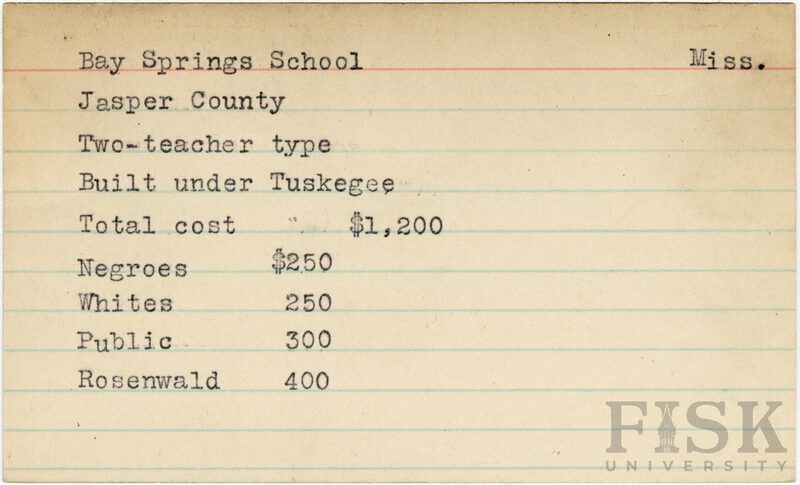 Bay Springs School Miss.
Jasper County
Two-teacher type
Built under Tuskegee
Total cost $1,200
Negroes $250
Whites 250
Public 300
Rosenwald 400
FISK
UNIVERSITY